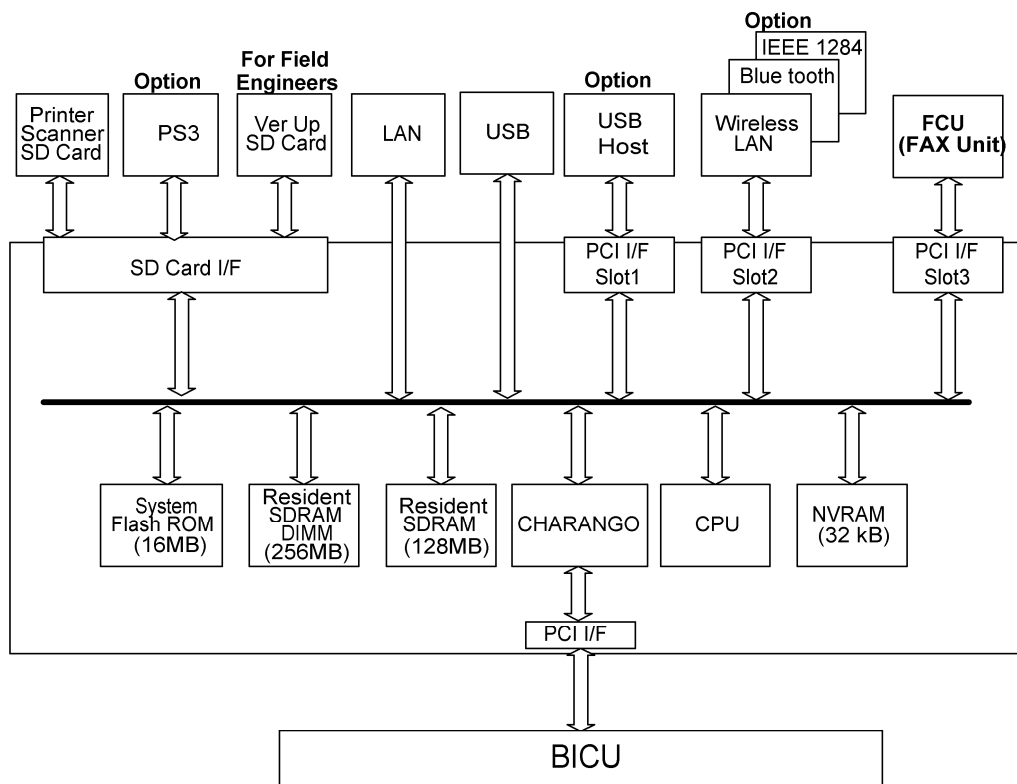 Option
IEEE 1284
Blue tooth
Wireless
LAN
Option
For Field
Engineers
Option
Printer
Scanner
SD Card
PS3
Ver Up
SD Card
LAN
USB
USB
Host
FCU
(FAX Unit)
SD Card I/F
PCI I/F
Slot1
PCI I/F
Slot2
PCI I/F
Slot3
System
Flash ROM
(16MB)
Resident
SDRAM
DIMM
(256MB)
Resident
SDRAM
(128MB)
CHARANGO
CPU
NVRAM
(32 kB)
PCI I/F
BICU